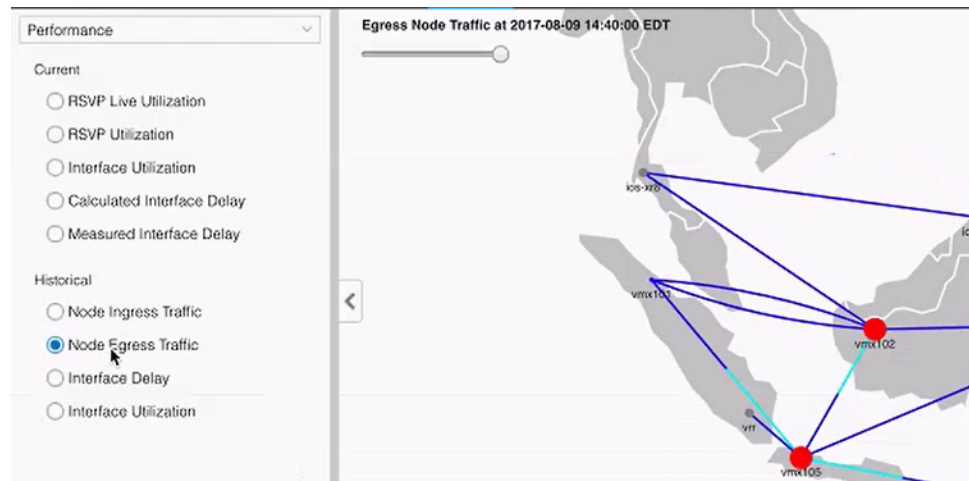 Performance
Current
RSVP Live Utilization
RSVP Utilization
Interface Utilization
Calculated Interface Delay
Measured Interface Delay
Historical
Node Ingress Traffic
Node Egress Traffic
Interface Delay
Interface Utilization
Egress Node Traffic at 2017-08-09 14:40:00 EDT
ios-xr8
vmx101
vmx102
vrr
vmx105